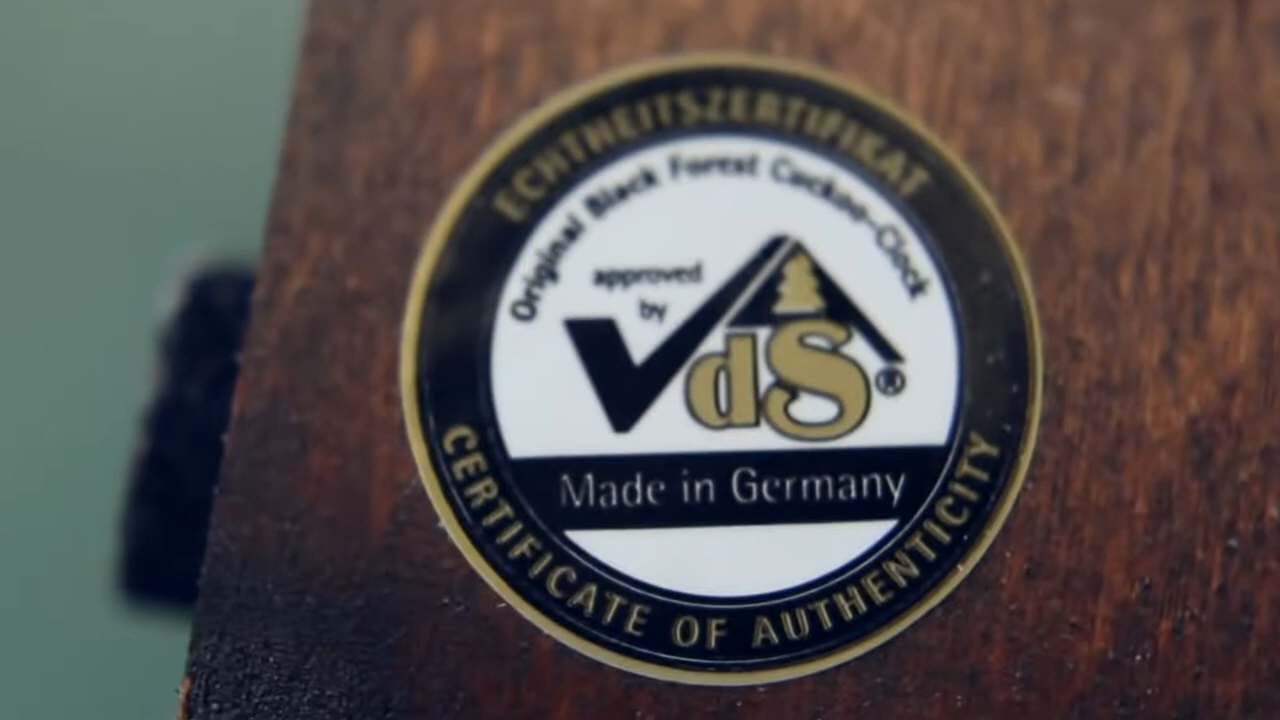 ECHTHEITSZERTIFIKAT
Original Black Forest Cuckoo-Clock
approved
by
VdS®
Made in Germany
CERTIFICATE OF AUTHENTICITY